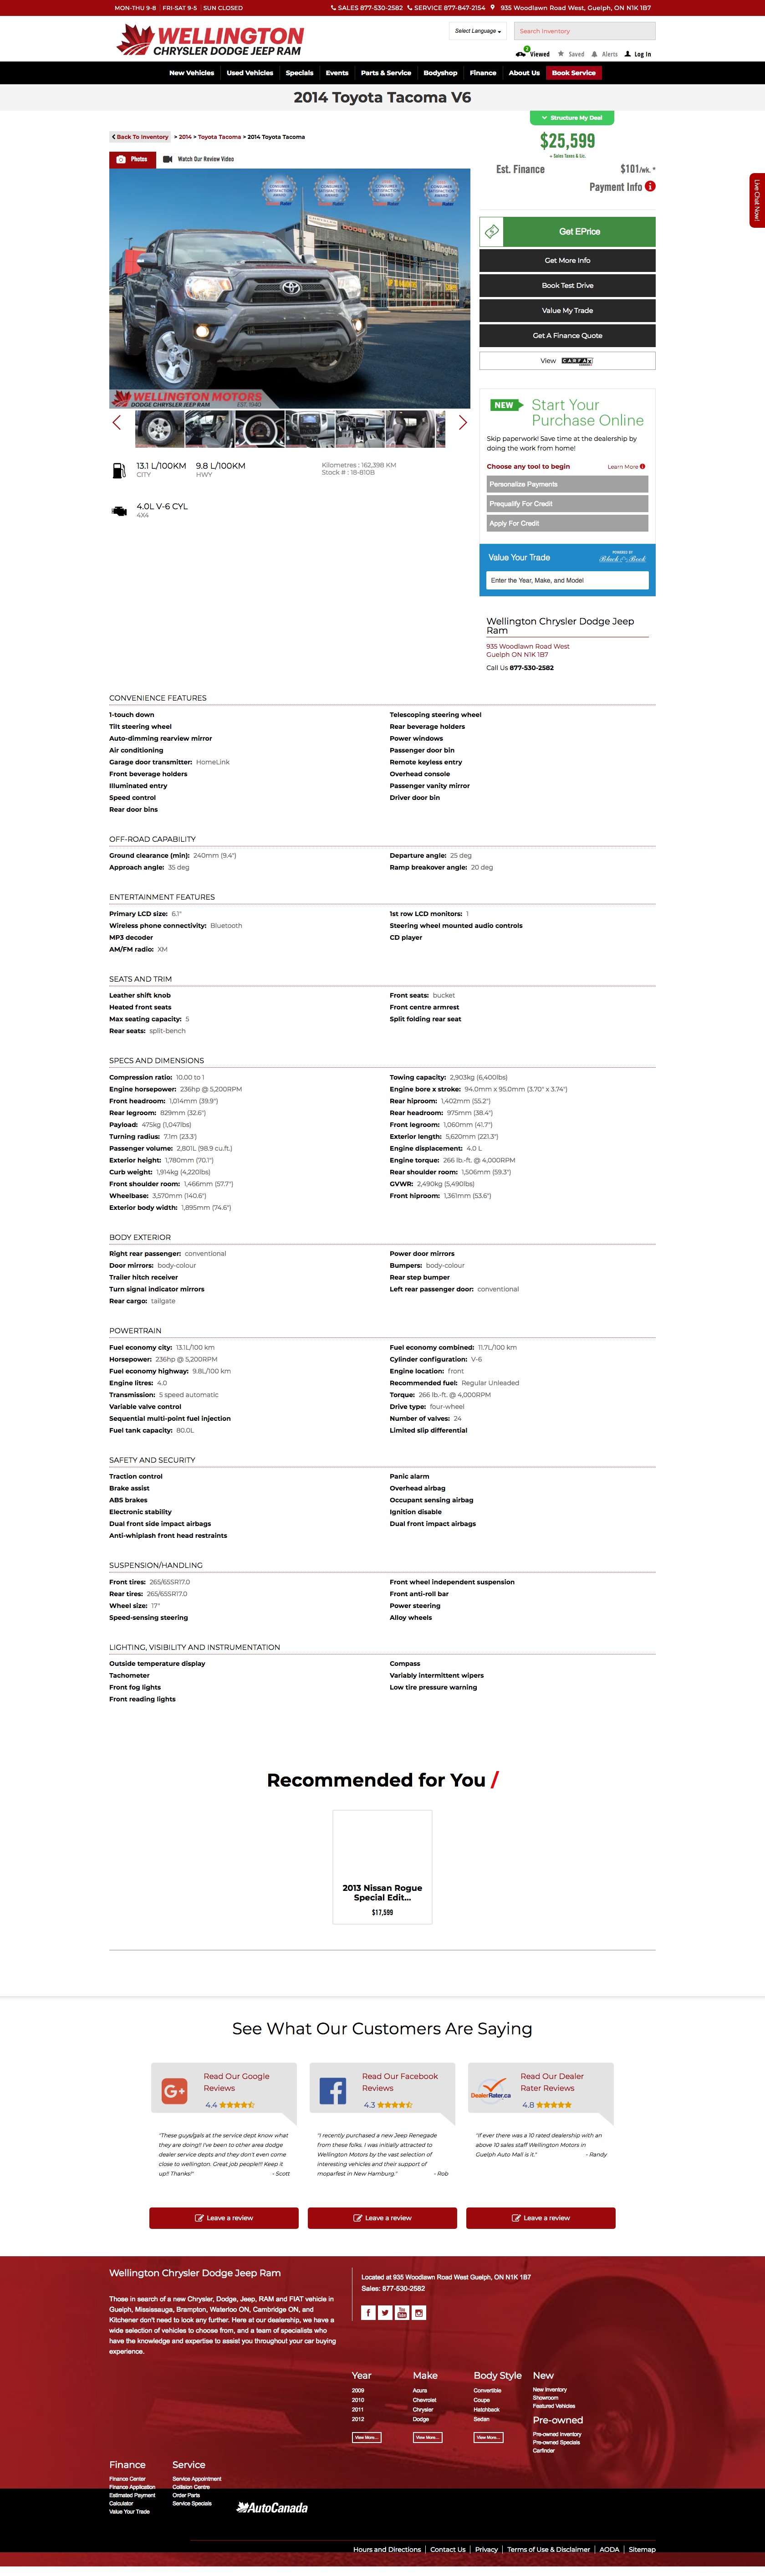 MON-THU 9-8 FRI-SAT 9-5 SUN CLOSED SALES 877-530-2582 SERVICE 877-847-2154 935 Woodlawn Road West, Guelph, ON N1K 1B7
WELLINGTON
CHRYSLER DODGE JEEP RAM
Select Language
Search Inventory
Viewed Saved Alerts Log In
New Vehicles Used Vehicles Specials Events Parts & Service Bodyshop Finance About Us Book Service
2014 Toyota Tacoma V6
Structure My Deal
Back To Inventory > 2014 > Toyota Tacoma > 2014 Toyota Tacoma
$25,599
+ Sales Taxes & Lic.
Photos Watch Our Review Video
Est. Finance $101/wk. *
Payment Info
Live Chat Now!
Get EPrice
Get More Info
Book Test Drive
Value My Trade
Get A Finance Quote
View CARFAX
Dodge Jeep Ram
Wellington
WELLINGTON MOTORS
DODGE CHRYSLER JEEP RAM EST. 1940
NEW Start Your
Purchase Online
Skip paperwork! Save time at the dealership by
doing the work from home!
Choose any tool to begin Learn More
Personalize Payments
Prequalify For Credit
Apply For Credit
Value Your Trade POWERED BY Black Book
Enter the Year, Make, and Model
13.1 L/100KM 9.8 L/100KM
CITY HWY
Kilometres : 162,398 KM
Stock # : 18-810B
4.0L V-6 CYL
4X4
Wellington Chrysler Dodge Jeep
Ram
935 Woodlawn Road West
Guelph ON N1K 1B7
Call Us 877-530-2582
CONVENIENCE FEATURES
1-touch down Telescoping steering wheel
Tilt steering wheel Rear beverage holders
Auto-dimming rearview mirror Power windows
Air conditioning Passenger door bin
Garage door transmitter: HomeLink Remote keyless entry
Front beverage holders Overhead console
Illuminated entry Passenger vanity mirror
Speed control Driver door bin
Rear door bins
OFF-ROAD CAPABILITY
Ground clearance (min): 240mm (9.4") Departure angle: 25 deg
Approach angle: 35 deg Ramp breakover angle: 20 deg
ENTERTAINMENT FEATURES
Primary LCD size: 6.1" 1st row LCD monitors: 1
Wireless phone connectivity: Bluetooth Steering wheel mounted audio controls
MP3 decoder CD player
AM/FM radio: XM
SEATS AND TRIM
Leather shift knob Front seats: bucket
Heated front seats Front centre armrest
Max seating capacity: 5 Split folding rear seat
Rear seats: split-bench
SPECS AND DIMENSIONS
Compression ratio: 10.00 to 1 Towing capacity: 2,903kg (6,400lbs)
Engine horsepower: 236hp @ 5,200RPM Engine bore x stroke: 94.0mm x 95.0mm (3.70" x 3.74")
Front headroom: 1,014mm (39.9") Rear hiproom: 1,402mm (55.2")
Rear legroom: 829mm (32.6") Rear headroom: 975mm (38.4")
Payload: 475kg (1,047lbs) Front legroom: 1,060mm (41.7")
Turning radius: 7.1m (23.3') Exterior length: 5,620mm (221.3")
Passenger volume: 2,801L (98.9 cu.ft.) Engine displacement: 4.0 L
Exterior height: 1,780mm (70.1") Engine torque: 266 lb.-ft. @ 4,000RPM
Curb weight: 1,914kg (4,220lbs) Rear shoulder room: 1,506mm (59.3")
Front shoulder room: 1,466mm (57.7") GVWR: 2,490kg (5,490lbs)
Wheelbase: 3,570mm (140.6") Front hiproom: 1,361mm (53.6")
Exterior body width: 1,895mm (74.6")
BODY EXTERIOR
Right rear passenger: conventional Power door mirrors
Door mirrors: body-colour Bumpers: body-colour
Trailer hitch receiver Rear step bumper
Turn signal indicator mirrors Left rear passenger door: conventional
Rear cargo: tailgate
POWERTRAIN
Fuel economy city: 13.1L/100 km Fuel economy combined: 11.7L/100 km
Horsepower: 236hp @ 5,200RPM Cylinder configuration: V-6
Fuel economy highway: 9.8L/100 km Engine location: front
Engine litres: 4.0 Recommended fuel: Regular Unleaded
Transmission: 5 speed automatic Torque: 266 lb.-ft. @ 4,000RPM
Variable valve control Drive type: four-wheel
Sequential multi-point fuel injection Number of valves: 24
Fuel tank capacity: 80.0L Limited slip differential
SAFETY AND SECURITY
Traction control Panic alarm
Brake assist Overhead airbag
ABS brakes Occupant sensing airbag
Electronic stability Ignition disable
Dual front side impact airbags Dual front impact airbags
Anti-whiplash front head restraints
SUSPENSION/HANDLING
Front tires: 265/65SR17.0 Front wheel independent suspension
Rear tires: 265/65SR17.0 Front anti-roll bar
Wheel size: 17" Power steering
Speed-sensing steering Alloy wheels
LIGHTING, VISIBILITY AND INSTRUMENTATION
Outside temperature display Compass
Tachometer Variably intermittent wipers
Front fog lights Low tire pressure warning
Front reading lights
Recommended for You /
2013 Nissan Rogue
Special Edit...
$17,599
See What Our Customers Are Saying
Read Our Google
Reviews
4.4
Read Our Facebook
Reviews
4.3
DealerRater.ca
Read Our Dealer
Rater Reviews
4.8
"These guys/gals at the service dept know what
they are doing!! I've been to other area dodge
dealer service depts and they don't even come
close to wellington. Great job people!!! Keep it
up!! Thanks!" - Scott
"I recently purchased a new Jeep Renegade
from these folks. I was initially attracted to
Wellington Motors by the vast selection of
interesting vehicles and their support of
moparfest in New Hamburg." - Rob
"If ever there was a 10 rated dealership with an
above 10 sales staff Wellington Motors in
Guelph Auto Mall is it." - Randy
Leave a review Leave a review Leave a review
Wellington Chrysler Dodge Jeep Ram
Those in search of a new Chrysler, Dodge, Jeep, RAM and FIAT vehicle in
Guelph, Mississauga, Brampton, Waterloo ON, Cambridge ON, and
Kitchener don't need to look any further. Here at our dealership, we have a
wide selection of vehicles to choose from, and a team of specialists who
have the knowledge and expertise to assist you throughout your car buying
experience.
Located at 935 Woodlawn Road West Guelph, ON N1K 1B7
Sales: 877-530-2582
Year Make Body Style New
2009 Acura Convertible New Inventory
2010 Chevrolet Coupe Showroom
2011 Chrysler Hatchback Featured Vehicles
2012 Dodge Sedan
View More... View More... View More...
Pre-owned
Pre-owned Inventory
Pre-owned Specials
Carfinder
Finance Service
Finance Center Service Appointment
Finance Application Collision Centre
Estimated Payment Order Parts
Calculator Service Specials
Value Your Trade
AutoCanada
Hours and Directions Contact Us Privacy Terms of Use & Disclaimer AODA Sitemap